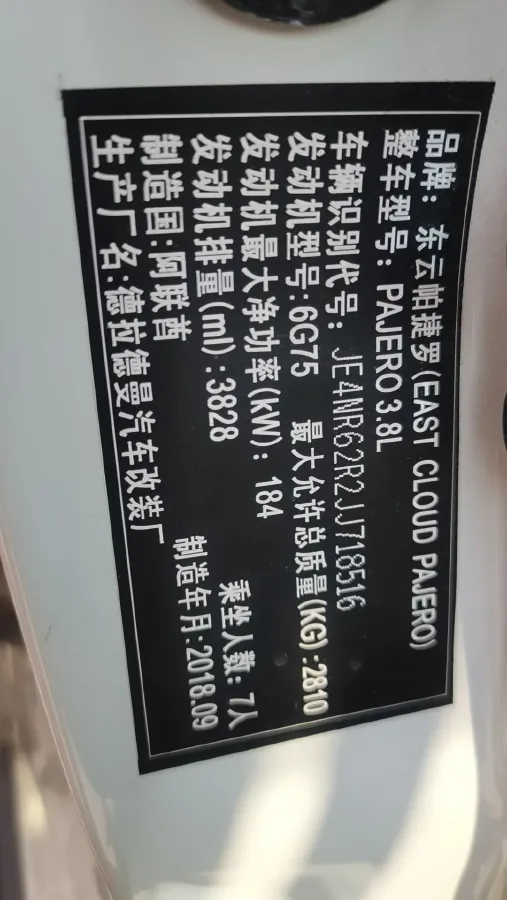 品牌：东云帕捷罗(EAST CLOUD PAJERO)
整车型号：PAJERO 3.8L
车辆识别代号：JE4NR62R2JJ718516
发动机型号:6G75 最大允许总质量(KG):2810
发动机最大净功率(kW)：184
发动机排量(ml):3828 乘坐人数：7人
制造国:阿联酋 制造年月:2018.09
生产厂名:德拉德曼汽车改装厂